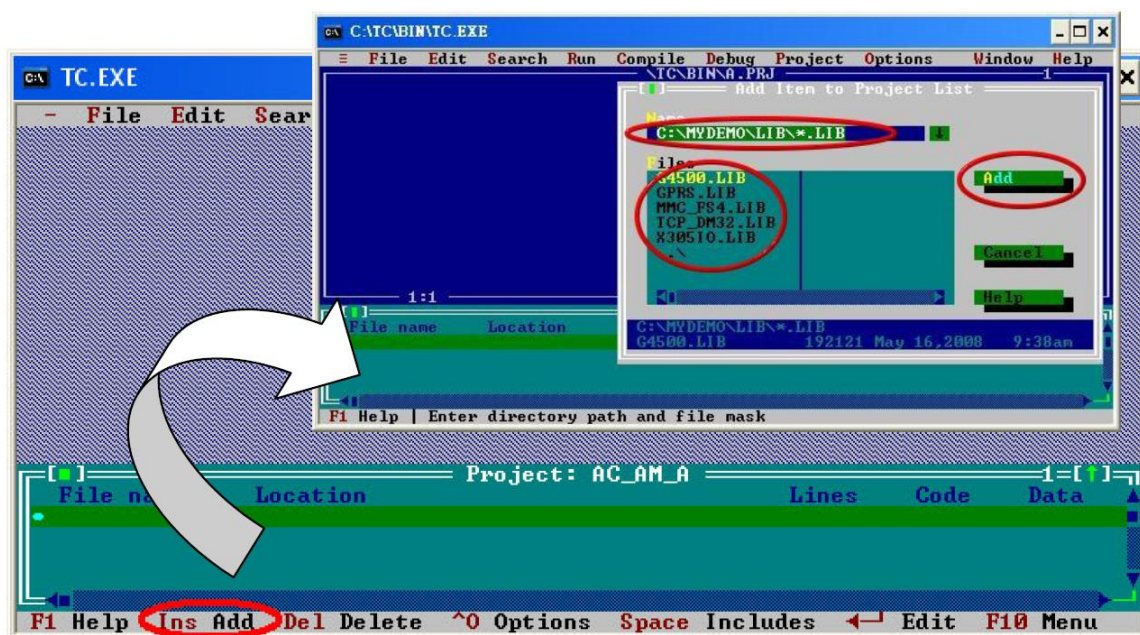 C:\TC\BIN\TC.EXE
File Edit Search Run Compile Debug Project Options Window Help
\TC\BIN\A.PRJ 1
Add Item to Project List
Name
C:\MYDEMO\LIB\*.LIB
Files
G4500.LIB
GPRS.LIB
MMC_FS4.LIB
TCP_DM32.LIB
X305IO.LIB
..\
Add
Cancel
Help
C:\MYDEMO\LIB\*.LIB
G4500.LIB 192121 May 16,2008 9:38am
1:1
File name Location
F1 Help | Enter directory path and file mask
TC.EXE
File Edit Sear
Project: AC_AM_A 1
File na Location Lines Code Data
F1 Help Ins Add Del Delete ^O Options Space Includes Edit F10 Menu